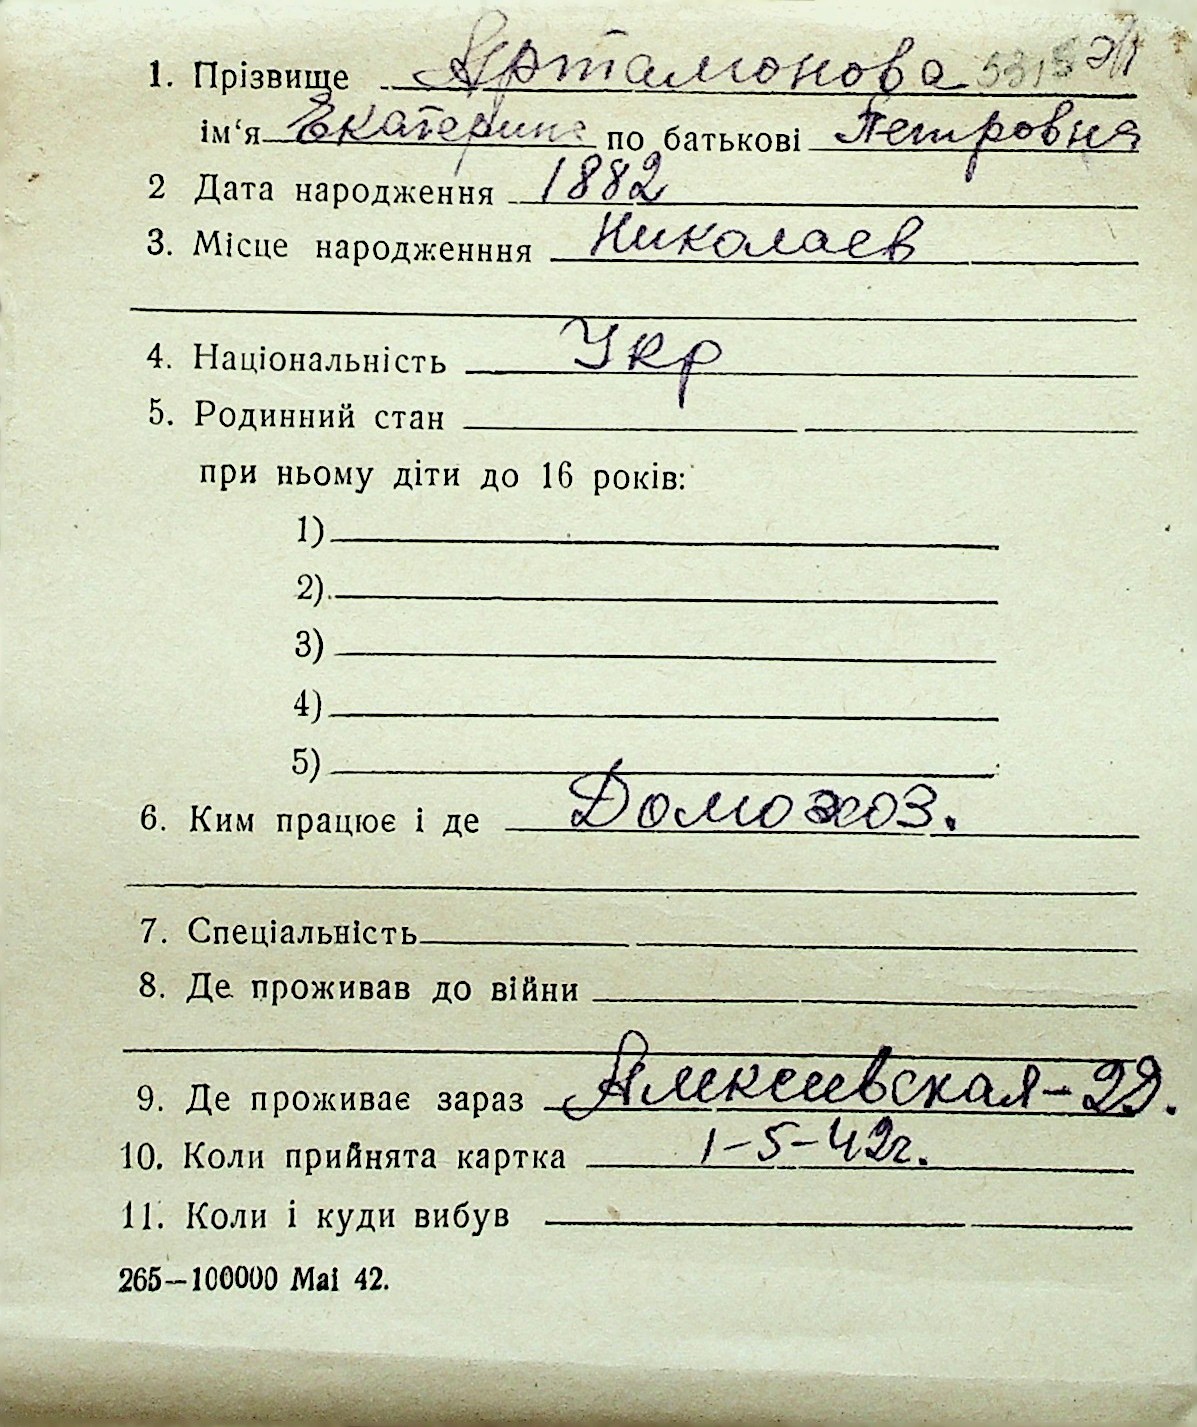 1. Прізвище Артамонова 5318
ім‘я Екатерина по батькові Петровна
2 Дата народження 1882
3. Місце народженння Николаев
4. Національність Укр
5. Родинний стан
при ньому діти до 16 років:
1)
2)
3)
4)
5)
6. Ким працює і де Домохоз.
7. Спеціальність
8. Де проживав до війни
9. Де проживає зараз Алексиевская-29.
10. Коли прийнята картка 1-5-42г.
11. Коли і куди вибув
265—100000 Mai 42.